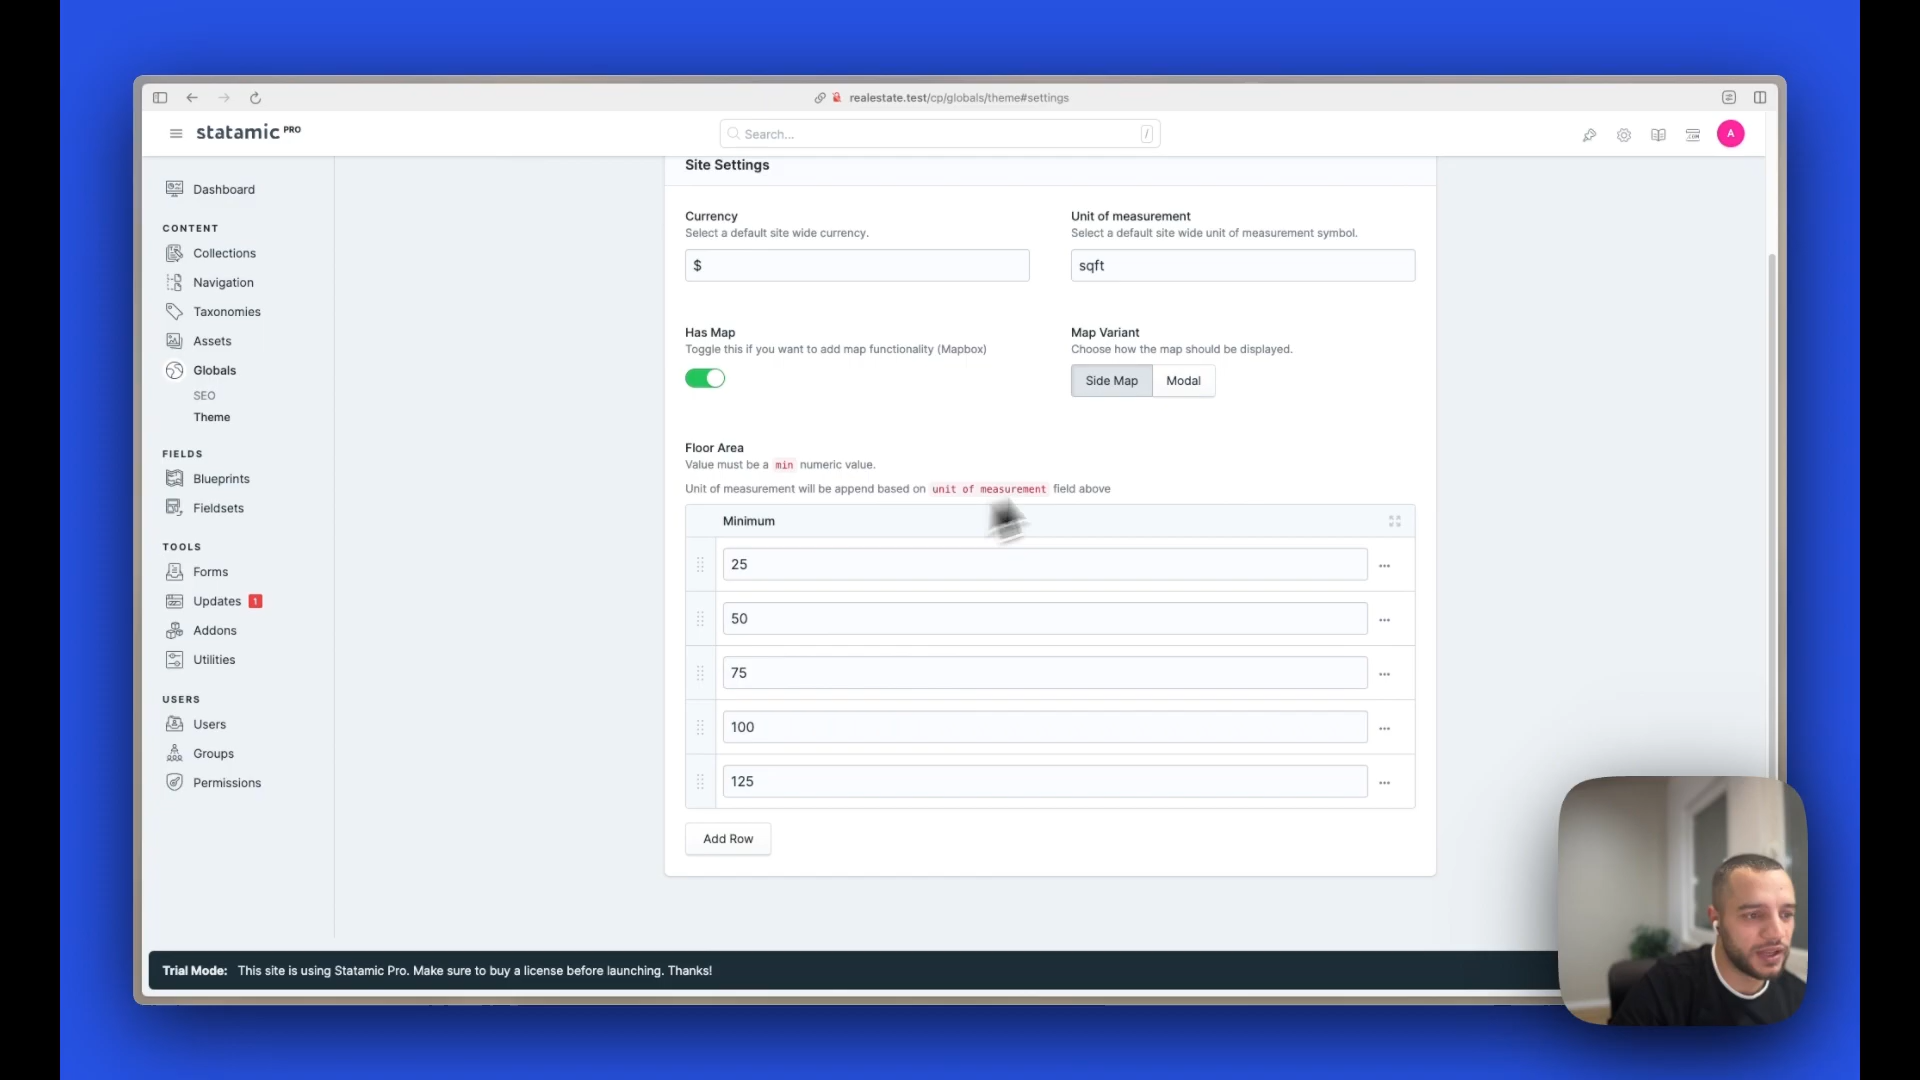 realestate.test/cp/globals/theme#settings
statamic PRO
Search...
/
A
Dashboard
CONTENT
Collections
Navigation
Taxonomies
Assets
Globals
SEO
Theme
FIELDS
Blueprints
Fieldsets
TOOLS
Forms
Updates 1
Addons
Utilities
USERS
Users
Groups
Permissions
Site Settings
Currency
Select a default site wide currency.
$
Unit of measurement
Select a default site wide unit of measurement symbol.
sqft
Has Map
Toggle this if you want to add map functionality (Mapbox)
Map Variant
Choose how the map should be displayed.
Side Map
Modal
Floor Area
Value must be a min numeric value.
Unit of measurement will be append based on unit of measurement field above
Minimum
25
50
75
100
125
Add Row
Trial Mode: This site is using Statamic Pro. Make sure to buy a license before launching. Thanks!